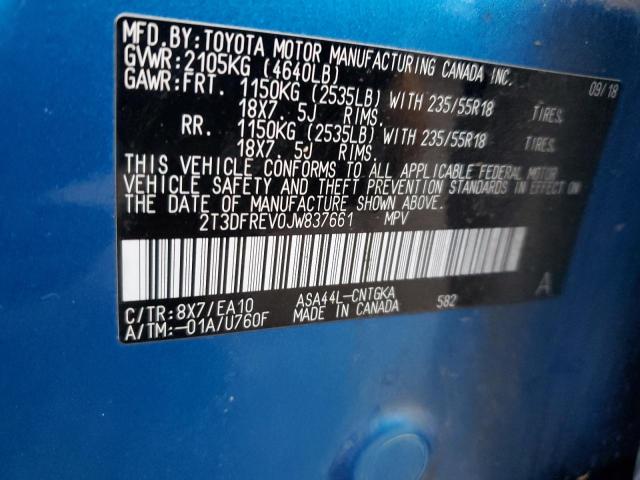 MFD. BY: TOYOTA MOTOR MANUFACTURING CANADA INC.
GVWR: 2105KG (4640LB) 09/18
GAWR: FRT. 1150KG (2535LB) WITH 235/55R18 TIRES,
18X7. 5J RIMS.
RR. 1150KG (2535LB) WITH 235/55R18 TIRES,
18X7. 5J RIMS.
THIS VEHICLE CONFORMS TO ALL APPLICABLE FEDERAL MOTOR
VEHICLE SAFETY AND THEFT PREVENTION STANDARDS IN EFFECT ON
THE DATE OF MANUFACTURE SHOWN ABOVE.
2T3DFREV0JW837661 MPV
A
C/TR: 8X7/EA10 ASA44L-CNTGKA 582
A/TM: -01A/U760F MADE IN CANADA